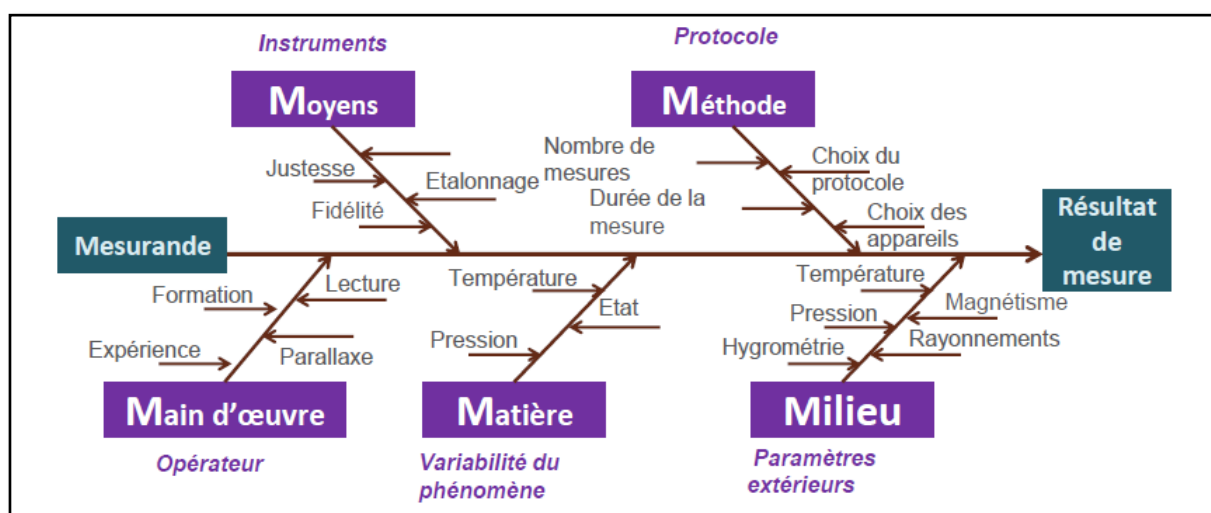 Instruments
Protocole
Moyens
Méthode
Nombre de
mesures
Choix du
protocole
Justesse
Etalonnage
Durée de la
mesure
Fidélité
Choix des
appareils
Mesurande
Résultat
de
mesure
Formation
Lecture
Température
Etat
Température
Magnétisme
Pression
Expérience
Parallaxe
Pression
Hygrométrie
Rayonnements
Main d'œuvre
Matière
Milieu
Opérateur
Variabilité du
phénomène
Paramètres
extérieurs